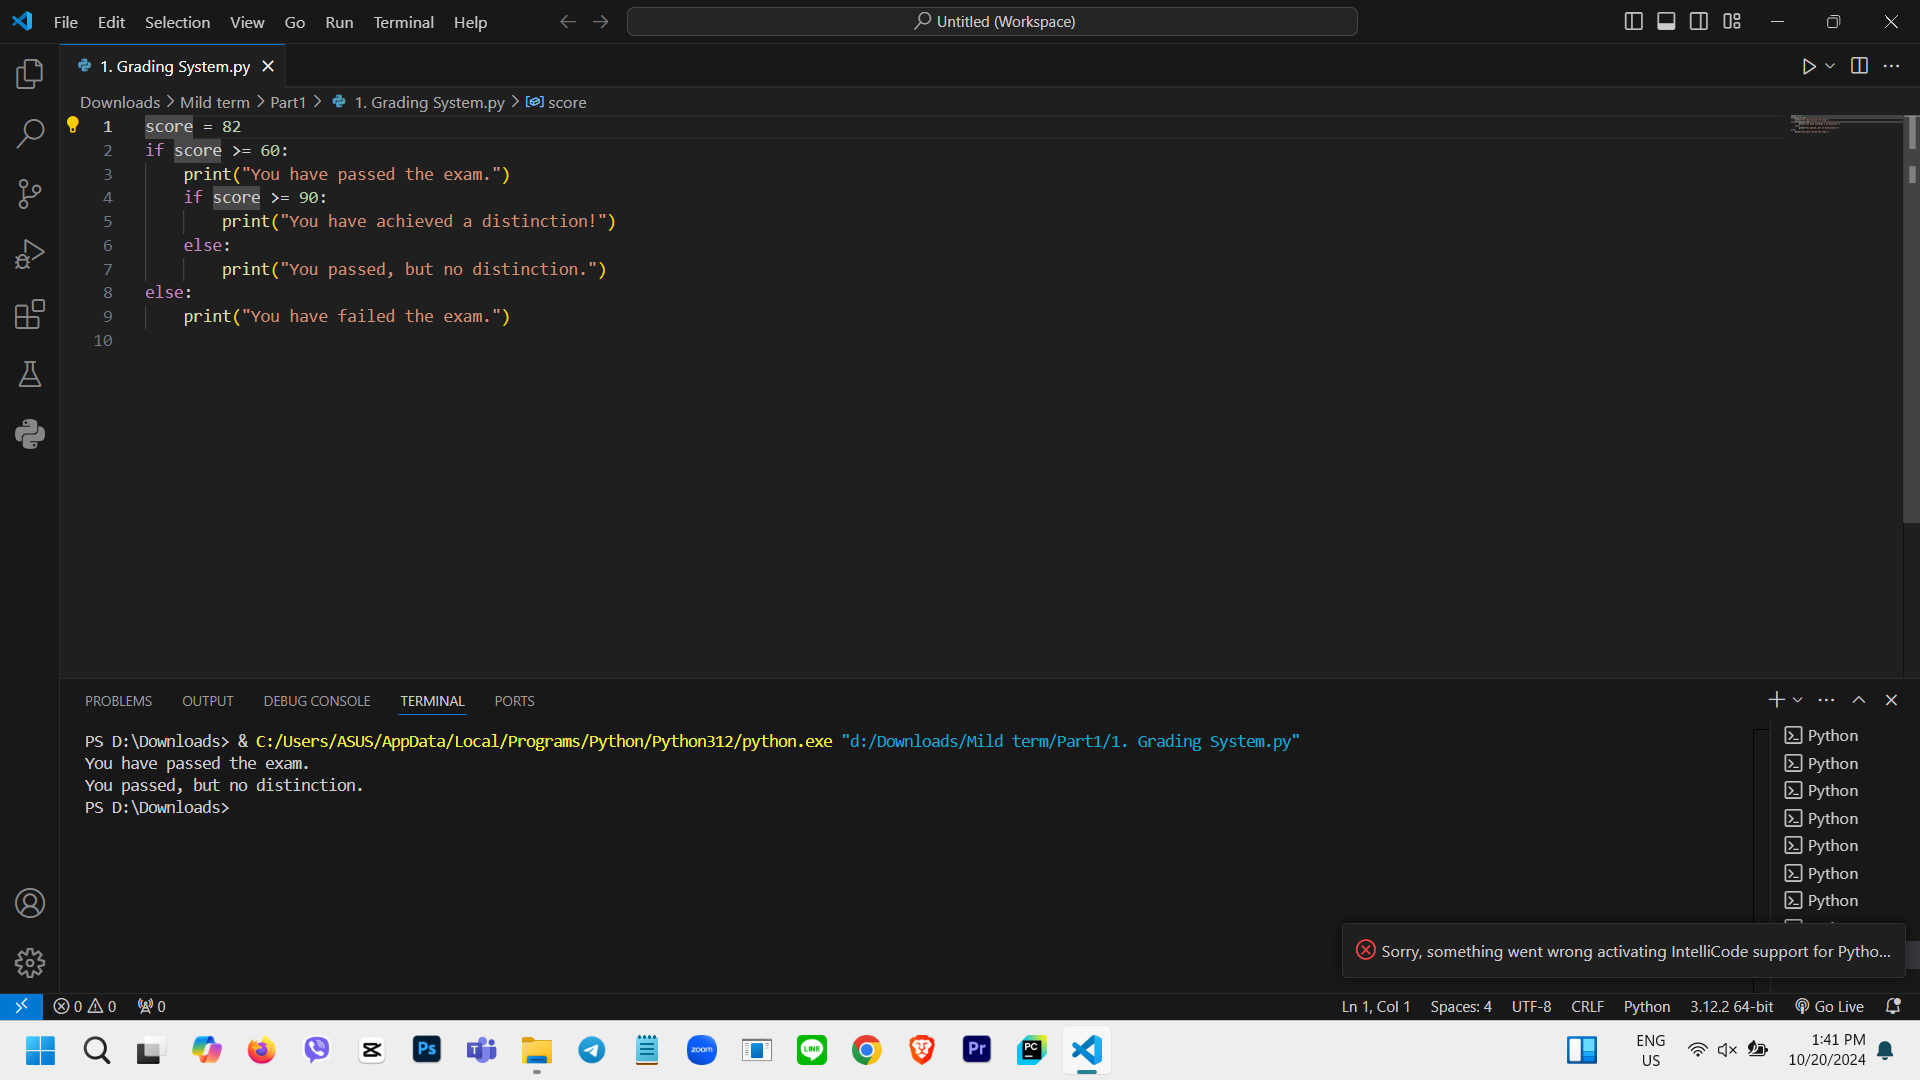 File Edit Selection View Go Run Terminal Help
Untitled (Workspace)
1. Grading System.py
Downloads > Mild term > Part1 > 1. Grading System.py > score
1 score = 82
2 if score >= 60:
3 print("You have passed the exam.")
4 if score >= 90:
5 print("You have achieved a distinction!")
6 else:
7 print("You passed, but no distinction.")
8 else:
9 print("You have failed the exam.")
10
PROBLEMS OUTPUT DEBUG CONSOLE TERMINAL PORTS
PS D:\Downloads> & C:/Users/ASUS/AppData/Local/Programs/Python/Python312/python.exe "d:/Downloads/Mild term/Part1/1. Grading System.py"
You have passed the exam.
You passed, but no distinction.
PS D:\Downloads>
Python
Python
Python
Python
Python
Python
Python
Sorry, something went wrong activating IntelliCode support for Pytho...
0 0 0
Ln 1, Col 1 Spaces: 4 UTF-8 CRLF Python 3.12.2 64-bit Go Live
Ps
T
zoom
LINE
Pr
PC
ENG
US
1:41 PM
10/20/2024